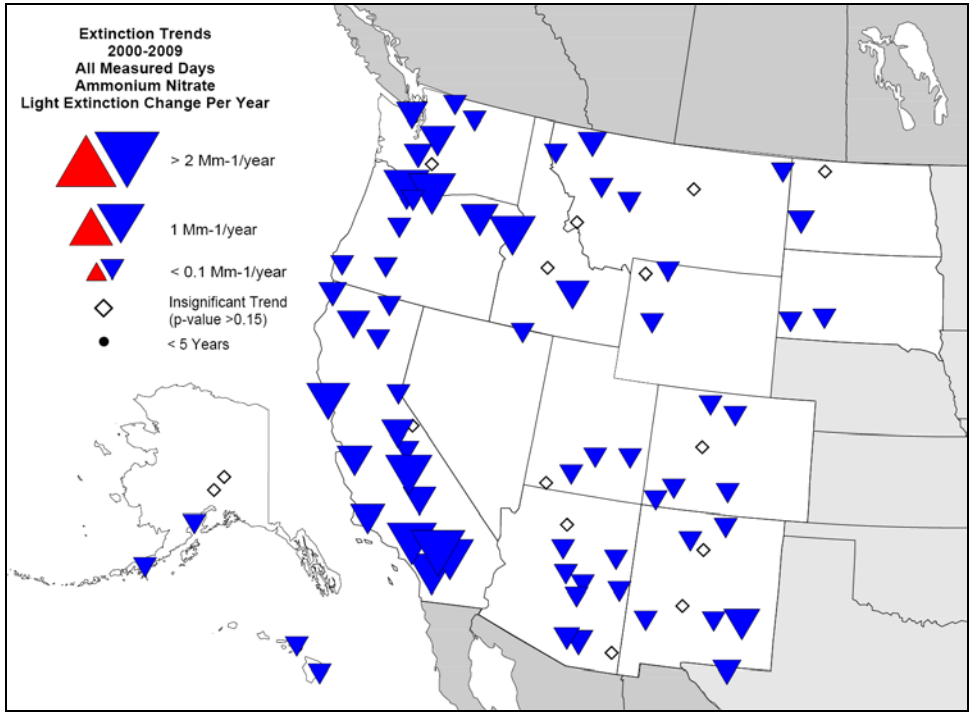 Extinction Trends
2000-2009
All Measured Days
Ammonium Nitrate
Light Extinction Change Per Year
> 2 Mm-1/year
1 Mm-1/year
< 0.1 Mm-1/year
Insignificant Trend
(p-value >0.15)
< 5 Years